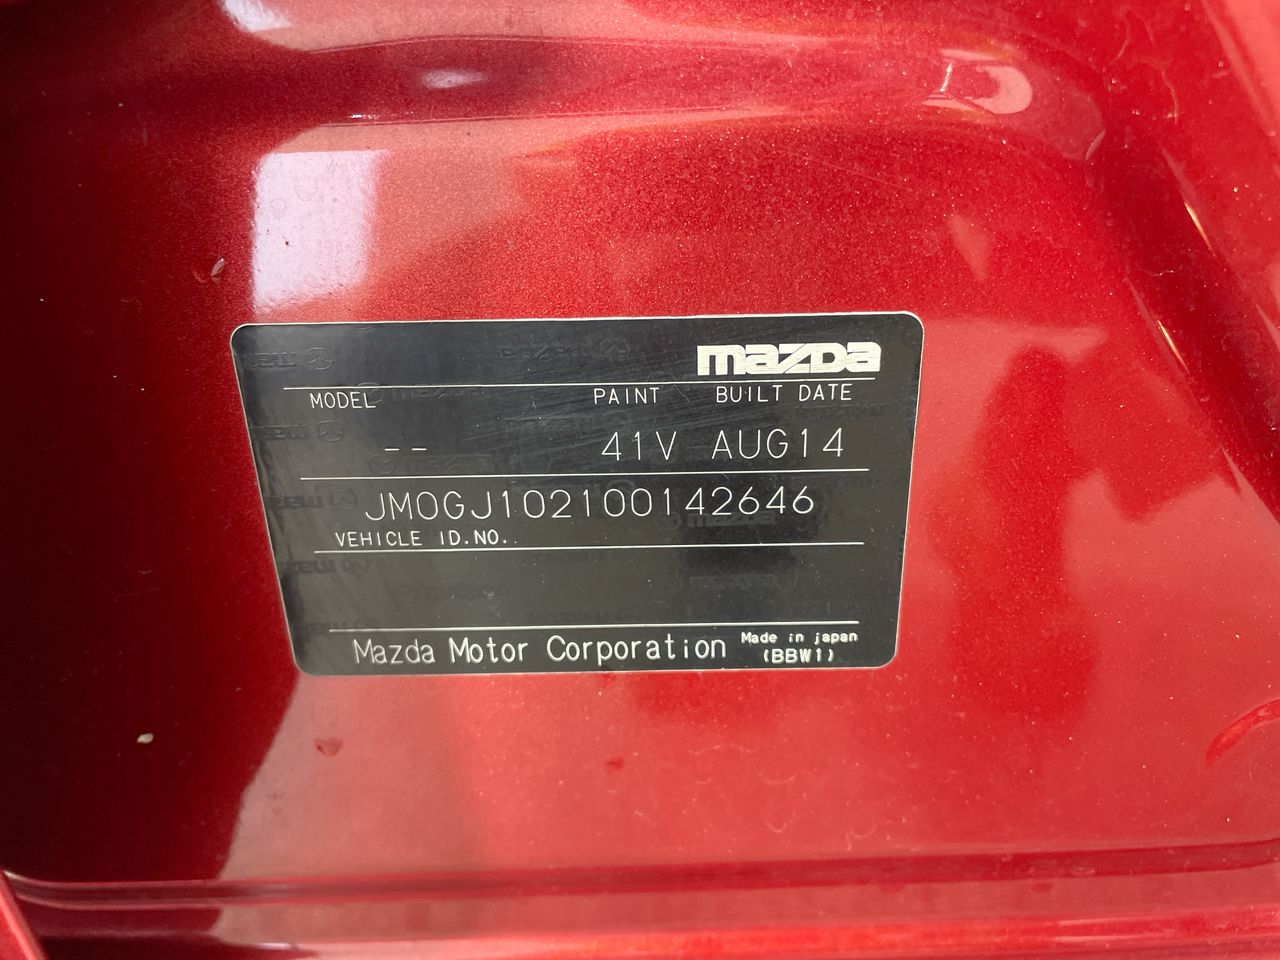 mazda
MODEL PAINT BUILT DATE
-- 41V AUG14
JM0GJ102100142646
VEHICLE ID.NO.
Mazda Motor Corporation Made in japan
(BBW1)